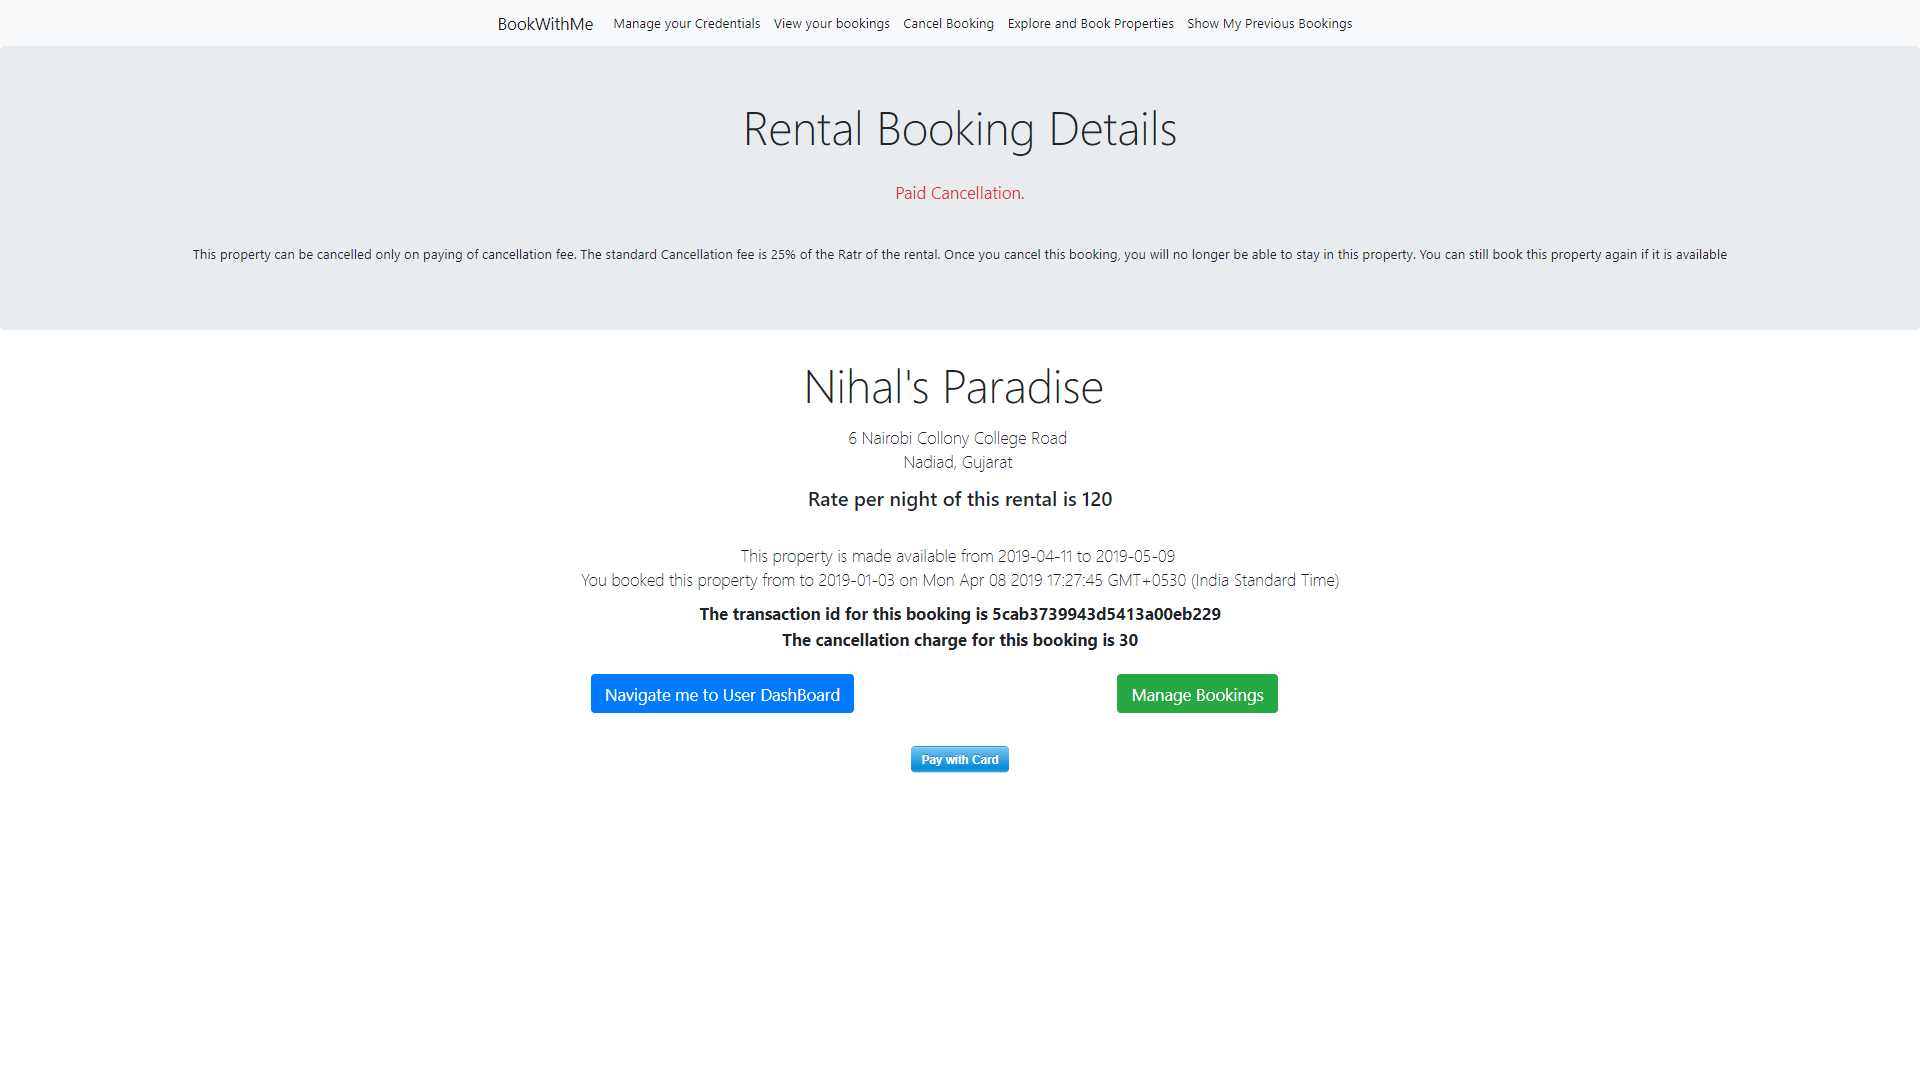 BookWithMe Manage your Credentials View your bookings Cancel Booking Explore and Book Properties Show My Previous Bookings
Rental Booking Details
Paid Cancellation.
This property can be cancelled only on paying of cancellation fee. The standard Cancellation fee is 25% of the Ratr of the rental. Once you cancel this booking, you will no longer be able to stay in this property. You can still book this property again if it is available
Nihal's Paradise
6 Nairobi Collony College Road
Nadiad, Gujarat
Rate per night of this rental is 120
This property is made available from 2019-04-11 to 2019-05-09
You booked this property from to 2019-01-03 on Mon Apr 08 2019 17:27:45 GMT+0530 (India Standard Time)
The transaction id for this booking is 5cab3739943d5413a00eb229
The cancellation charge for this booking is 30
Navigate me to User DashBoard Manage Bookings
Pay with Card